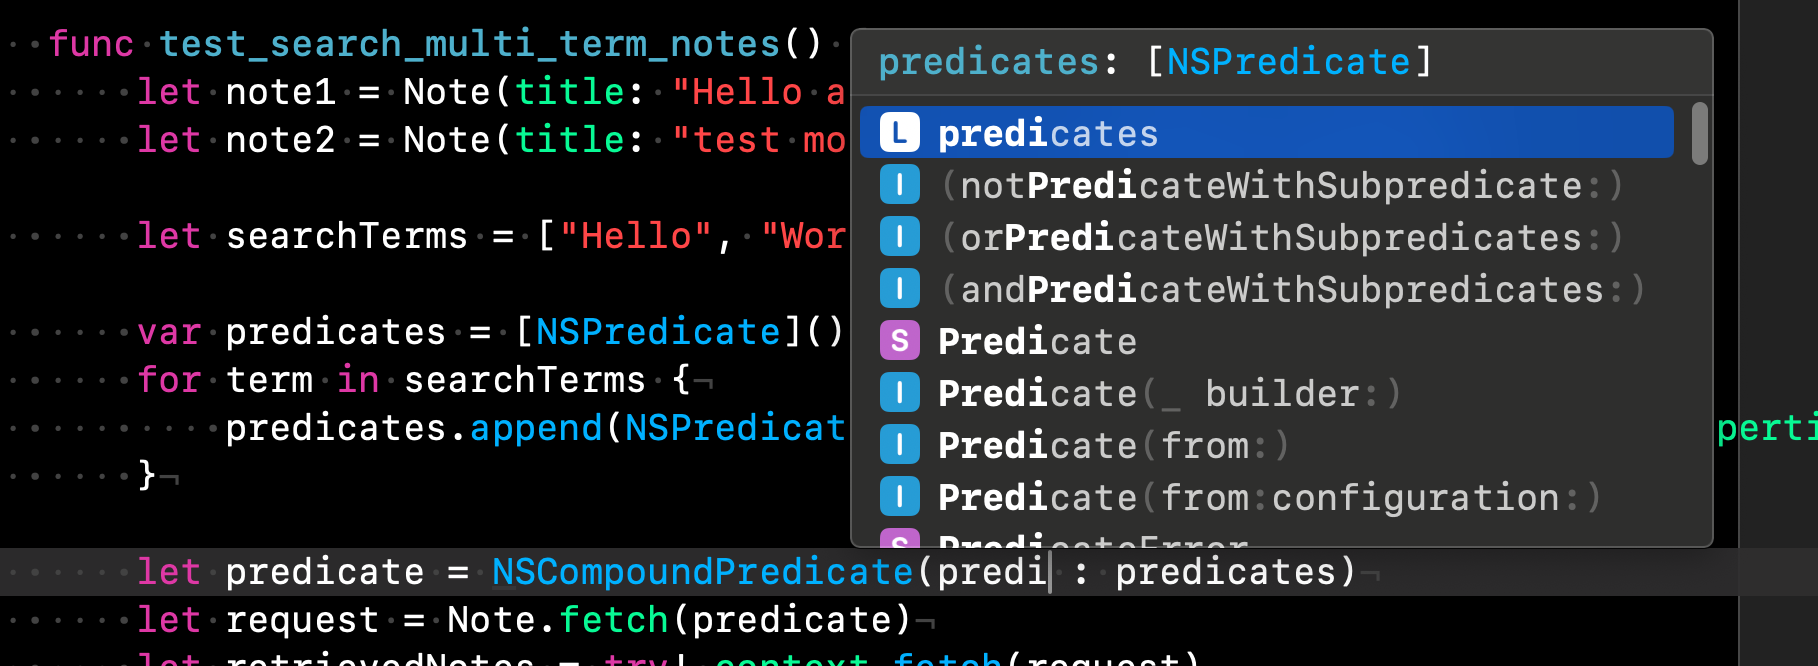 func test_search_multi_term_notes()
let note1 = Note(title: "Hello a
let note2 = Note(title: "test mo
let searchTerms = ["Hello", "Wor
var predicates = [NSPredicate]()
for term in searchTerms {¬
predicates.append(NSPredicat
perti
}¬
let predicate = NSCompoundPredicate(predi : predicates)¬
let request = Note.fetch(predicate)¬
let retrievedNotes = try! context.fetch(request)
predicates: [NSPredicate]
L predicates
I (notPredicateWithSubpredicate:)
I (orPredicateWithSubpredicates:)
I (andPredicateWithSubpredicates:)
S Predicate
I Predicate(_ builder:)
I Predicate(from:)
I Predicate(from:configuration:)
S PredicateError